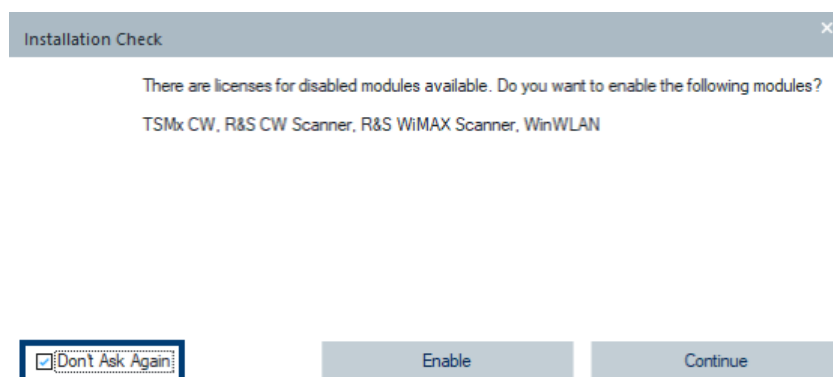 Installation Check
There are licenses for disabled modules available. Do you want to enable the following modules?
TSMx CW, R&S CW Scanner, R&S WiMAX Scanner, WinWLAN
Don't Ask Again Enable Continue